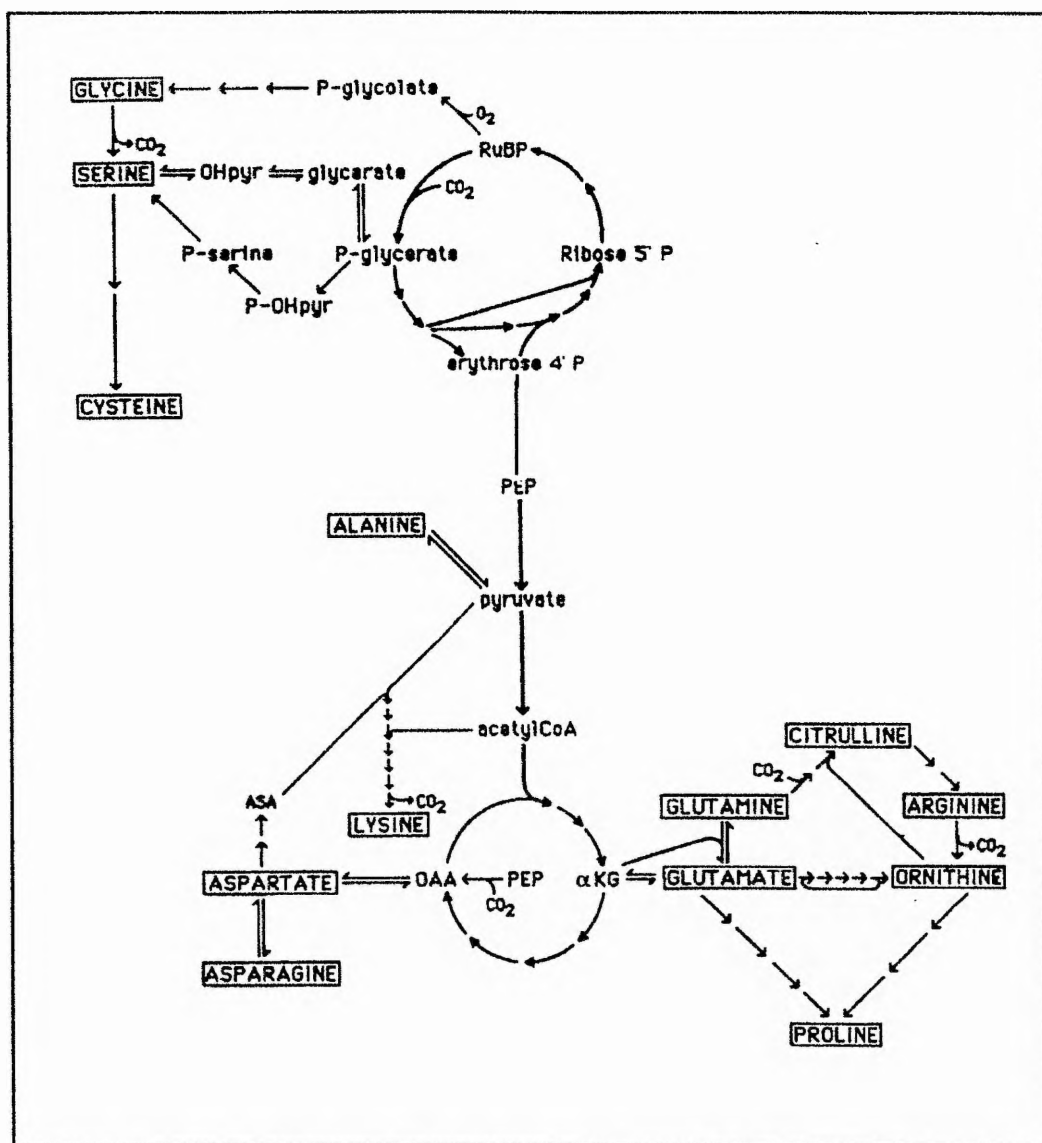 GLYCINE
P-glycolate
O2
CO2
RuBP
SERINE
OHpyr
glycerate
CO2
P-serine
P-glycerate
Ribose 5' P
P-OHpyr
erythrose 4' P
CYSTEINE
PEP
ALANINE
pyruvate
acetylCoA
CITRULLINE
CO2
ASA
CO2
GLUTAMINE
ARGININE
LYSINE
CO2
ASPARTATE
OAA
PEP
αKG
GLUTAMATE
ORNITHINE
CO2
ASPARAGINE
PROLINE